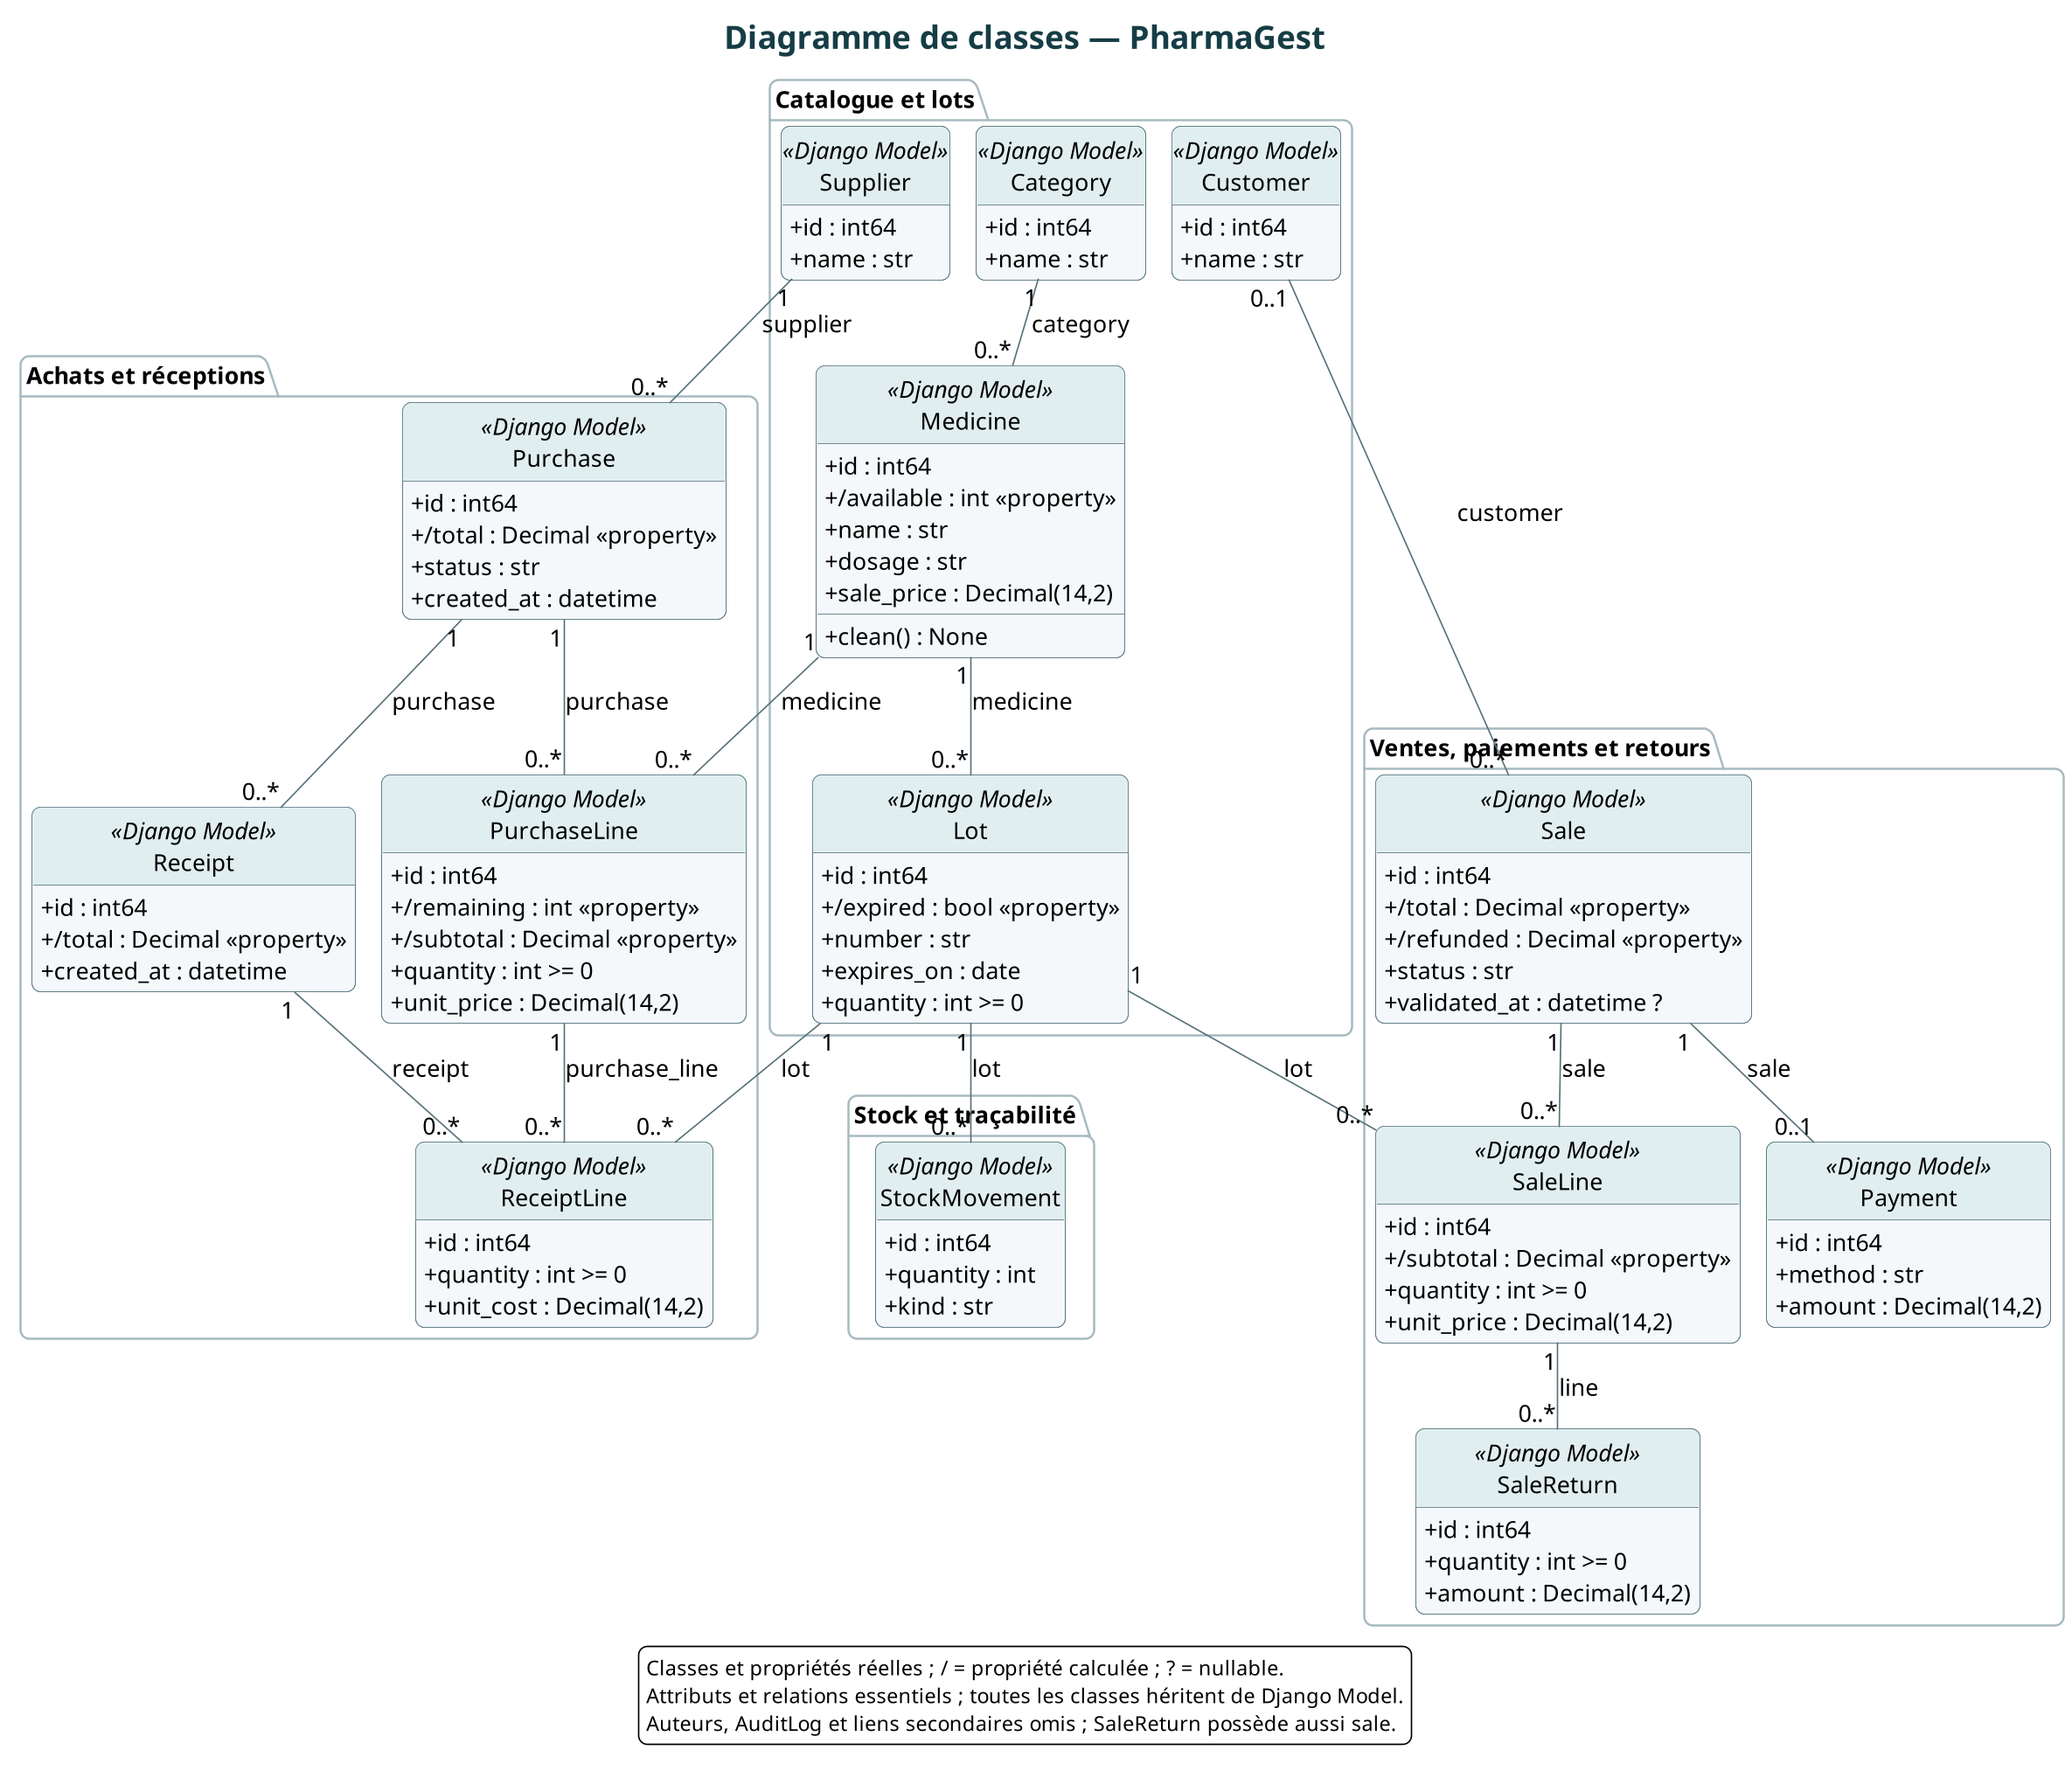 Diagramme de classes — PharmaGest
Catalogue et lots
«Django Model»
Supplier
+id : int64
+name : str
«Django Model»
Category
+id : int64
+name : str
«Django Model»
Customer
+id : int64
+name : str
1
supplier
0..*
1
category
0..*
0..1
customer
0..*
Achats et réceptions
«Django Model»
Purchase
+id : int64
+/total : Decimal «property»
+status : str
+created_at : datetime
«Django Model»
Medicine
+id : int64
+/available : int «property»
+name : str
+dosage : str
+sale_price : Decimal(14,2)
+clean() : None
1
purchase
0..*
1
purchase
0..*
1
medicine
0..*
1
medicine
0..*
«Django Model»
Receipt
+id : int64
+/total : Decimal «property»
+created_at : datetime
«Django Model»
PurchaseLine
+id : int64
+/remaining : int «property»
+/subtotal : Decimal «property»
+quantity : int >= 0
+unit_price : Decimal(14,2)
«Django Model»
Lot
+id : int64
+/expired : bool «property»
+number : str
+expires_on : date
+quantity : int >= 0
Ventes, paiements et retours
«Django Model»
Sale
+id : int64
+/total : Decimal «property»
+/refunded : Decimal «property»
+status : str
+validated_at : datetime ?
1
receipt
0..*
1
purchase_line
0..*
1
lot
0..*
1
lot
0..*
1
lot
0..*
1
sale
0..*
1
sale
0..1
«Django Model»
ReceiptLine
+id : int64
+quantity : int >= 0
+unit_cost : Decimal(14,2)
Stock et traçabilité
«Django Model»
StockMovement
+id : int64
+quantity : int
+kind : str
«Django Model»
SaleLine
+id : int64
+/subtotal : Decimal «property»
+quantity : int >= 0
+unit_price : Decimal(14,2)
«Django Model»
Payment
+id : int64
+method : str
+amount : Decimal(14,2)
1
line
0..*
«Django Model»
SaleReturn
+id : int64
+quantity : int >= 0
+amount : Decimal(14,2)
Classes et propriétés réelles ; / = propriété calculée ; ? = nullable.
Attributs et relations essentiels ; toutes les classes héritent de Django Model.
Auteurs, AuditLog et liens secondaires omis ; SaleReturn possède aussi sale.